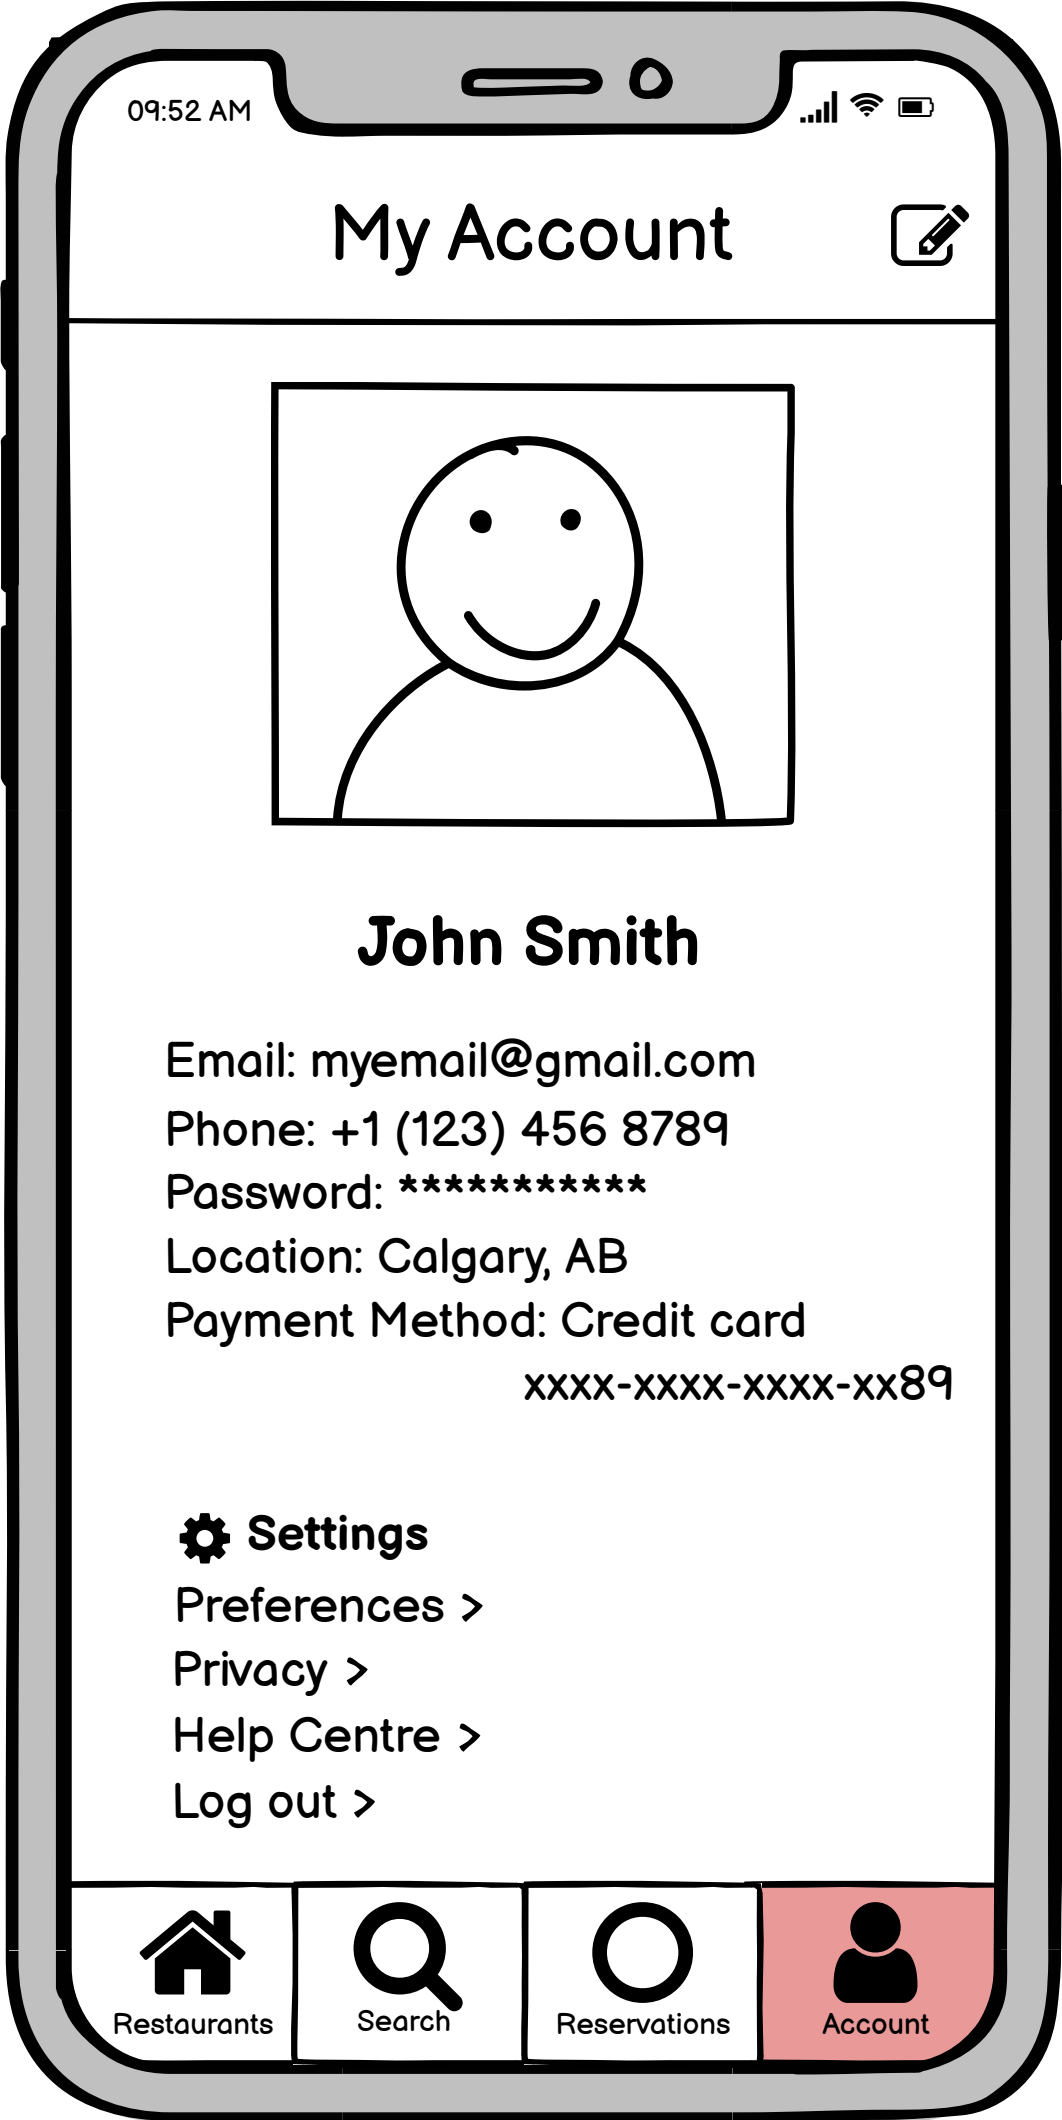 09:52 AM
My Account
John Smith
Email: myemail@gmail.com
Phone: +1 (123) 456 8789
Password: ***********
Location: Calgary, AB
Payment Method: Credit card
xxxx-xxxx-xxxx-xx89
Settings
Preferences >
Privacy >
Help Centre >
Log out >
Restaurants Search Reservations Account